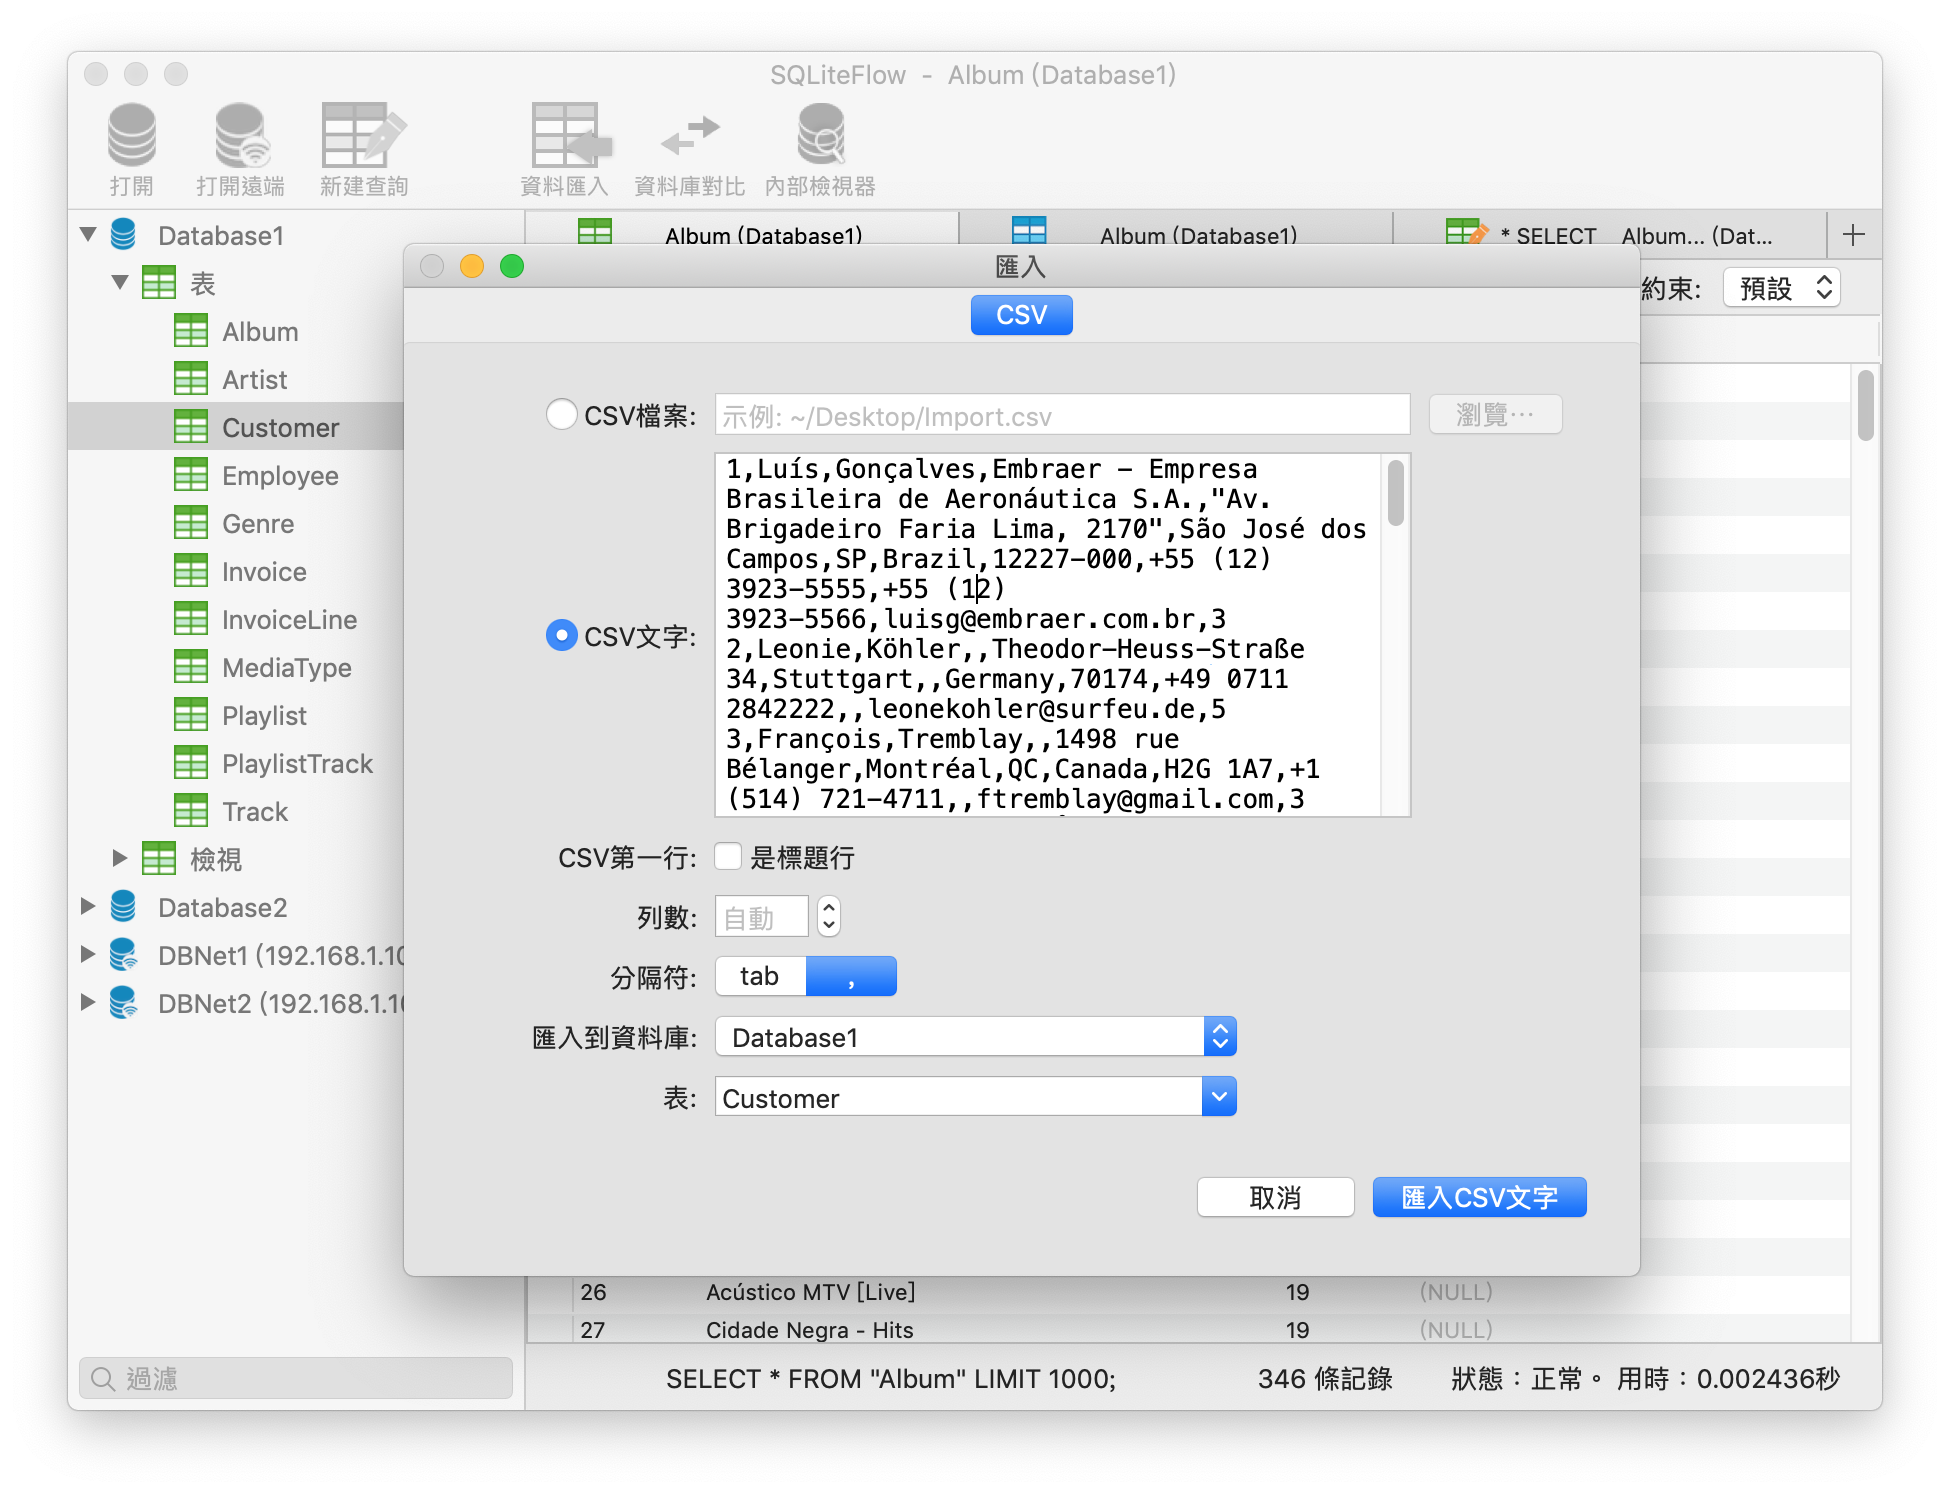 SQLiteFlow - Album (Database1)
打開
打開遠端
新建查詢
資料匯入
資料庫對比
內部檢視器
Database1
表
Album
Artist
Customer
Employee
Genre
Invoice
InvoiceLine
MediaType
Playlist
PlaylistTrack
Track
檢視
Database2
DBNet1 (192.168.1.10
DBNet2 (192.168.1.10
過濾
Album (Database1)
Album (Database1)
* SELECT Album... (Dat...
約束:
預設
匯入
CSV
CSV檔案:
示例: ~/Desktop/Import.csv
瀏覽…
CSV文字:
1,Luís,Gonçalves,Embraer - Empresa
Brasileira de Aeronáutica S.A.,"Av.
Brigadeiro Faria Lima, 2170",São José dos
Campos,SP,Brazil,12227-000,+55 (12)
3923-5555,+55 (12)
3923-5566,luisg@embraer.com.br,3
2,Leonie,Köhler,,Theodor-Heuss-Straße
34,Stuttgart,,Germany,70174,+49 0711
2842222,,leonekohler@surfeu.de,5
3,François,Tremblay,,1498 rue
Bélanger,Montréal,QC,Canada,H2G 1A7,+1
(514) 721-4711,,ftremblay@gmail.com,3
CSV第一行:
是標題行
列數:
自動
分隔符:
tab
,
匯入到資料庫:
Database1
表:
Customer
取消
匯入CSV文字
26 Acústico MTV [Live] 19 (NULL)
27 Cidade Negra - Hits 19 (NULL)
SELECT * FROM "Album" LIMIT 1000;
346 條記錄
狀態：正常。 用時：0.002436秒